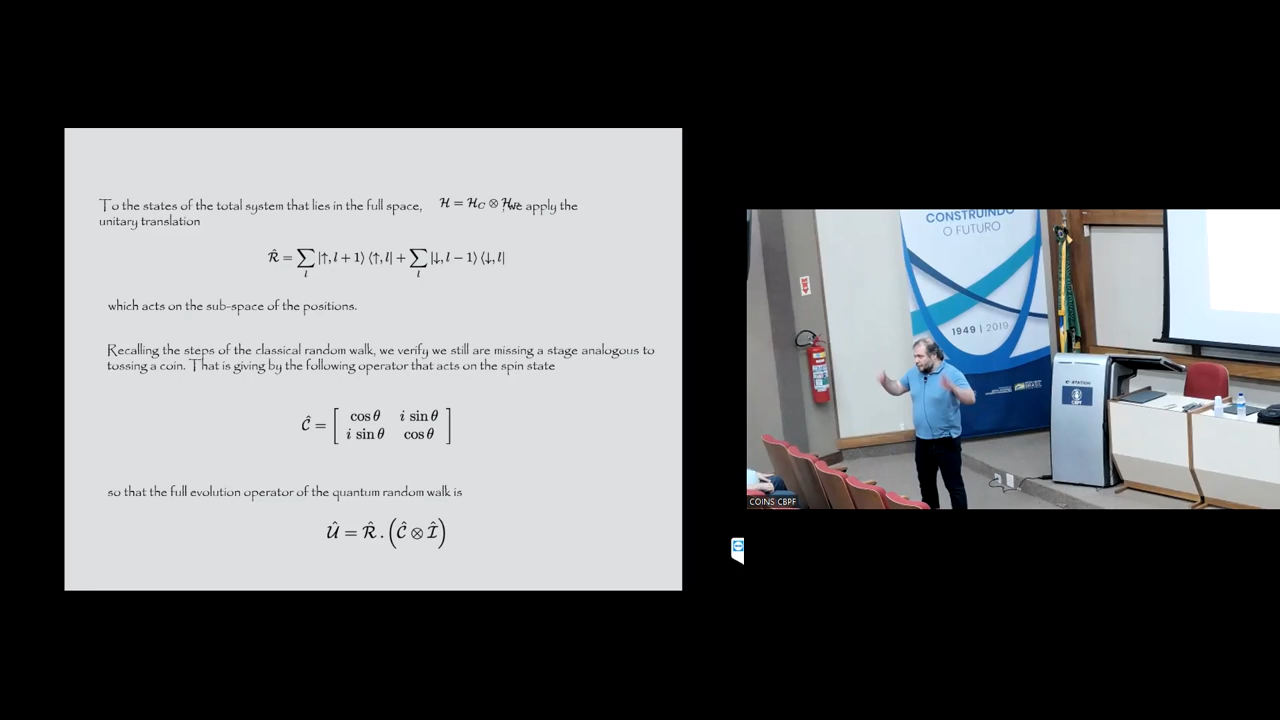 To the states of the total system that lies in the full space, ℋ = ℋ_C ⊗ ℋ , we apply the
unitary translation
ℛ̂ = ∑_l |↑, l + 1⟩ ⟨↑, l| + ∑_l |↓, l − 1⟩ ⟨↓, l|
which acts on the sub-space of the positions.
Recalling the steps of the classical random walk, we verify we still are missing a stage analogous to
tossing a coin. That is giving by the following operator that acts on the spin state
𝒞̂ = [ cos θ i sin θ
i sin θ cos θ ]
so that the full evolution operator of the quantum random walk is
𝒰̂ = ℛ̂ . (𝒞̂ ⊗ ℐ̂)
CONSTRUINDO
O FUTURO
1949 | 2019
CBPF
COINS CBPF